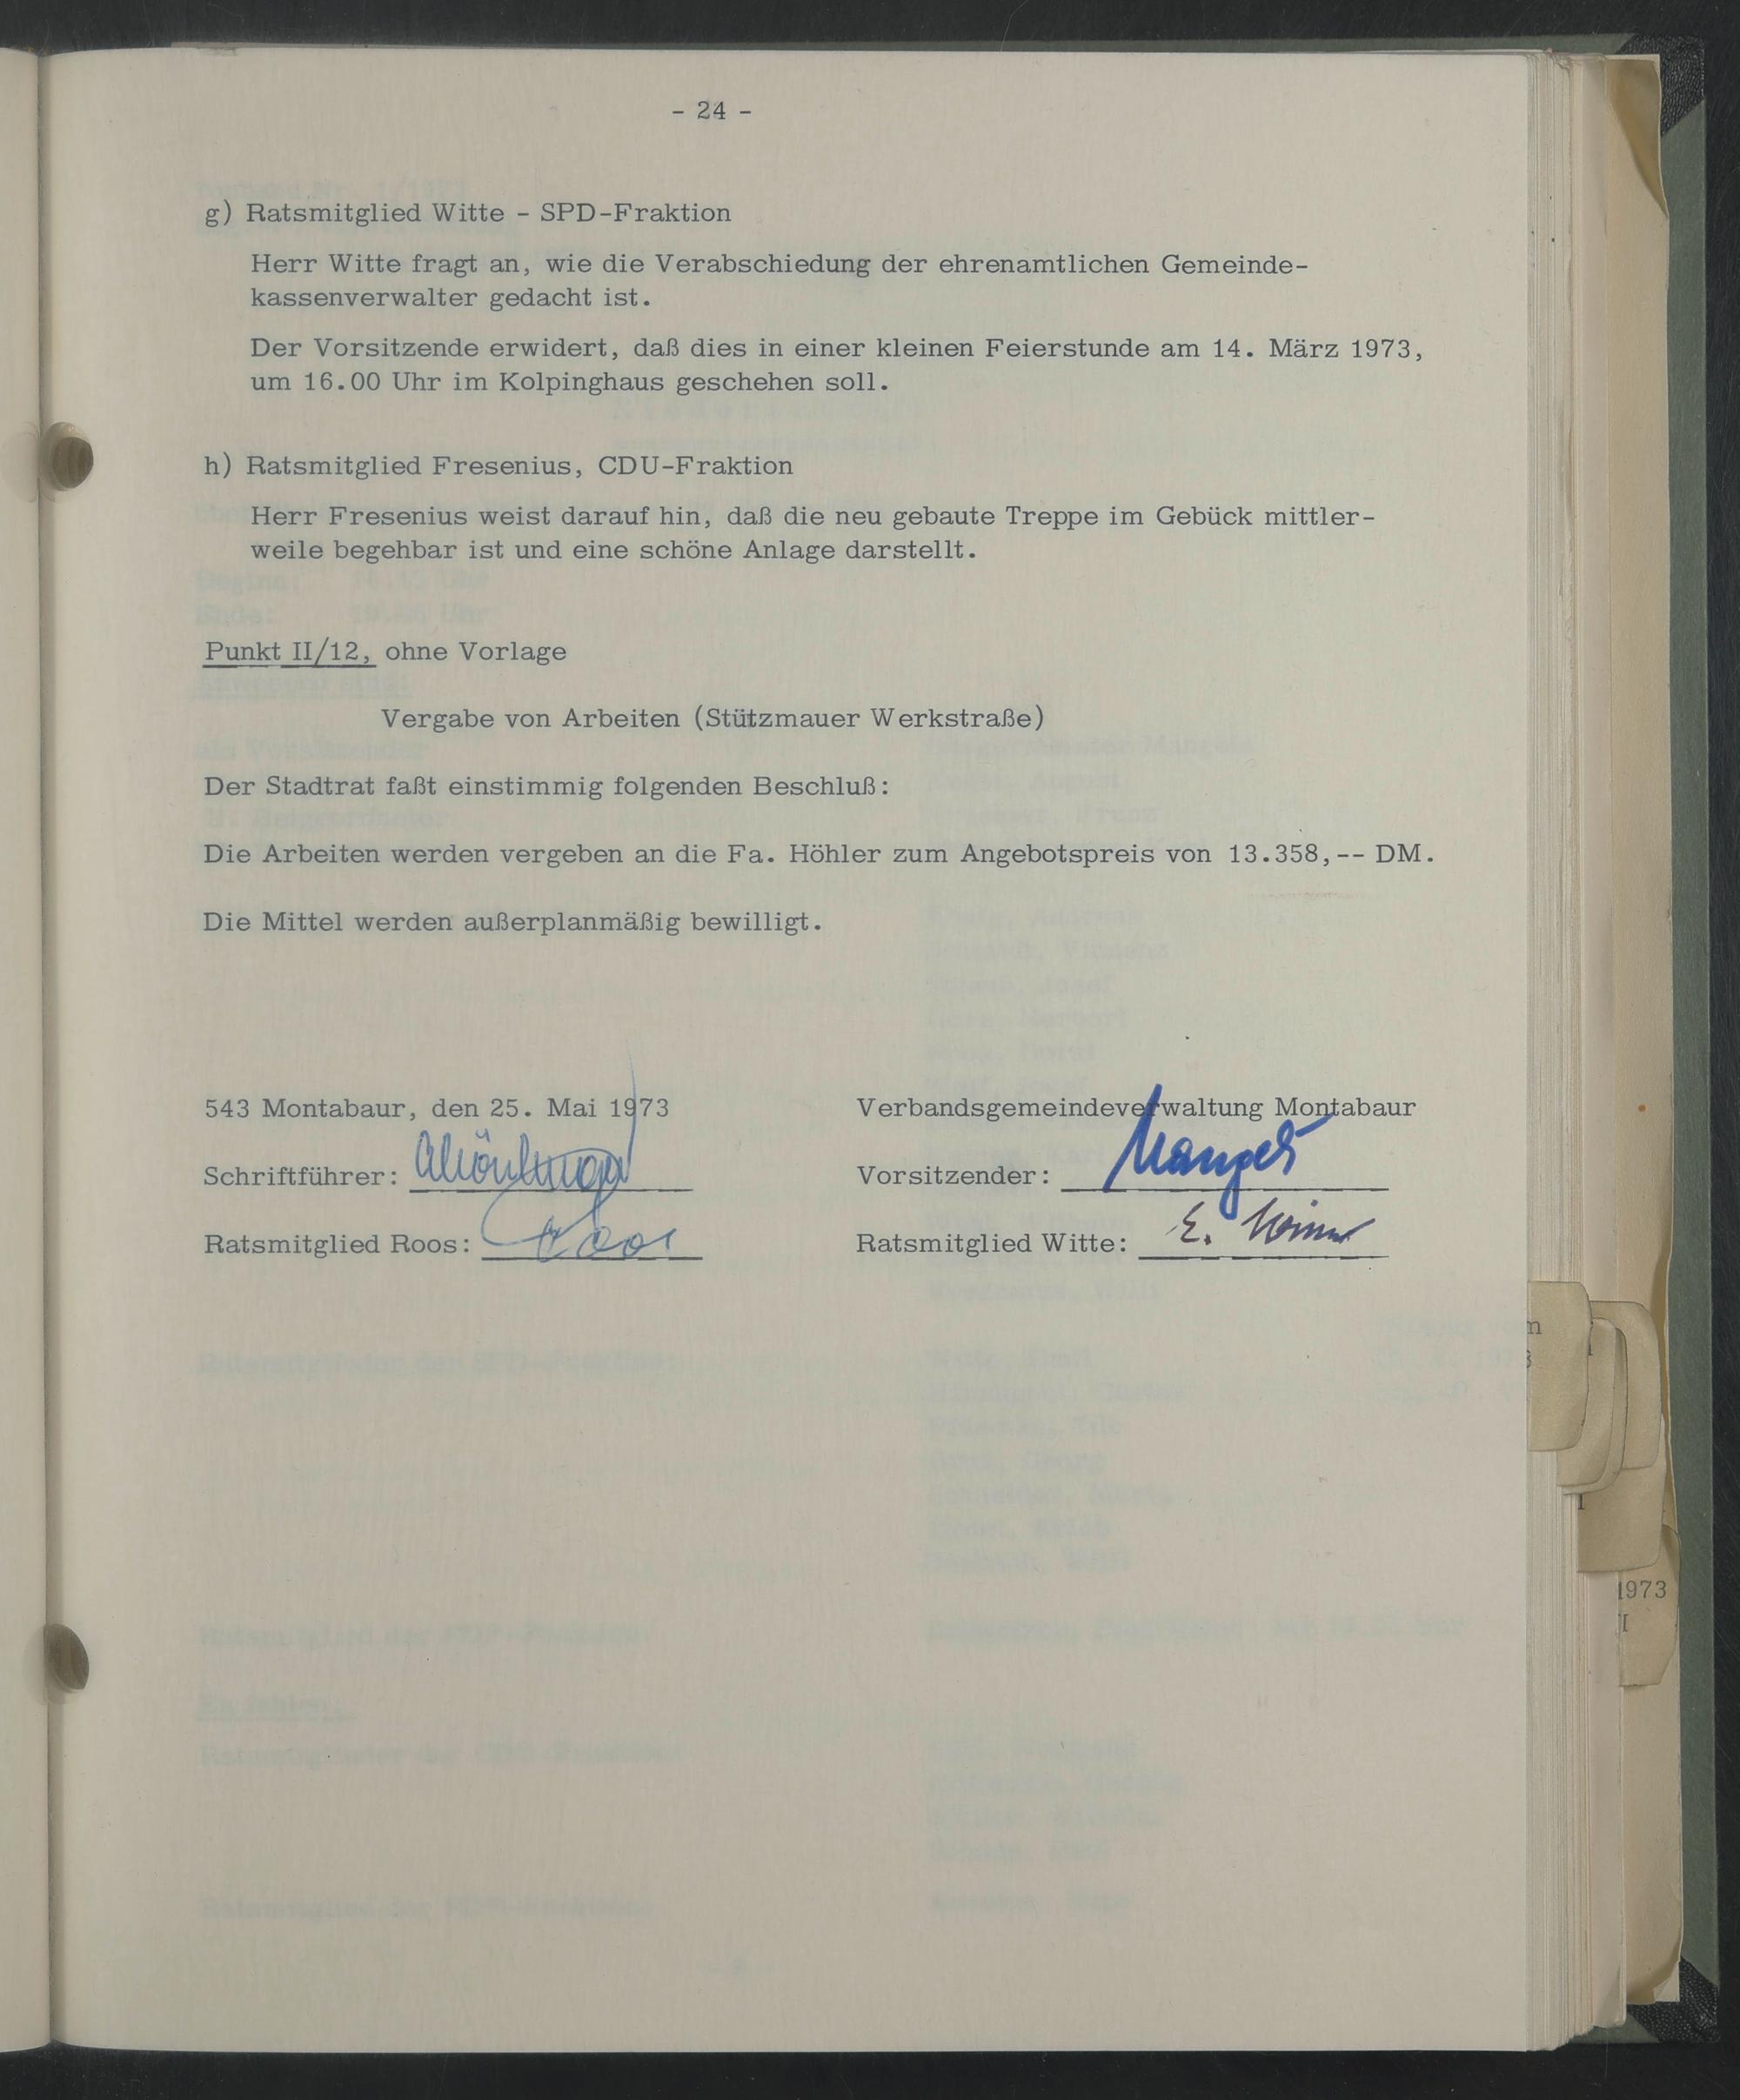 - 24 -
g) Ratsmitglied Witte - SPD-Fraktion
Herr Witte fragt an, wie die Verabschiedung der ehrenamtlichen Gemeinde-
kassenverwalter gedacht ist.
Der Vorsitzende erwidert, daß dies in einer kleinen Feierstunde am 14. März 1973,
um 16.00 Uhr im Kolpinghaus geschehen soll.
h) Ratsmitglied Fresenius, CDU-Fraktion
Herr Fresenius weist darauf hin, daß die neu gebaute Treppe im Gebück mittler-
weile begehbar ist und eine schöne Anlage darstellt.
Punkt II/12, ohne Vorlage
Vergabe von Arbeiten (Stützmauer Werkstraße)
Der Stadtrat faßt einstimmig folgenden Beschluß:
Die Arbeiten werden vergeben an die Fa. Höhler zum Angebotspreis von 13.358,-- DM.
Die Mittel werden außerplanmäßig bewilligt.
543 Montabaur, den 25. Mai 1973
Schriftführer:
Ratsmitglied Roos: Roos
Verbandsgemeindeverwaltung Montabaur
Vorsitzender: Mangels
Ratsmitglied Witte: E.
1973